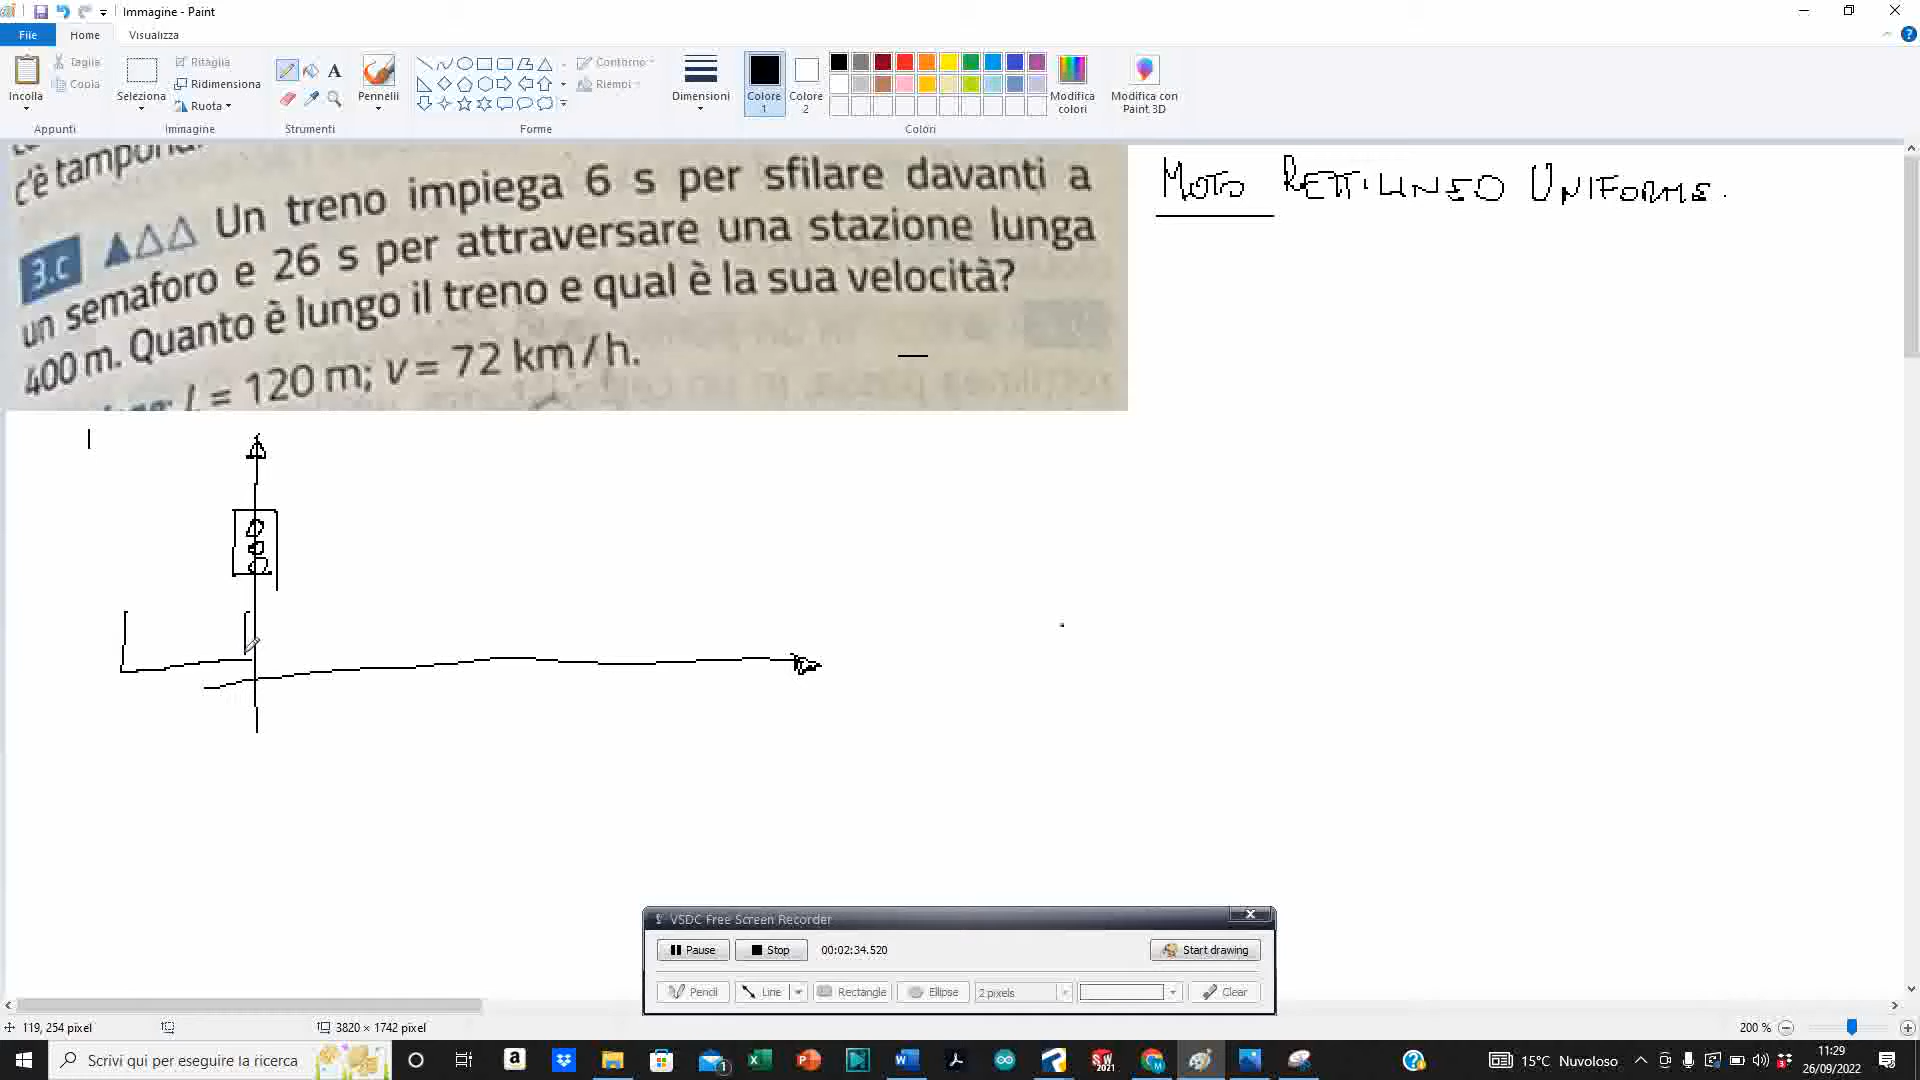 Immagine - Paint
File Home Visualizza
Incolla
Taglia
Copia
Appunti
Seleziona
Ritaglia
Ridimensiona
Ruota
Immagine
A
Strumenti
Pennelli
Contorno
Riempi
Forme
Dimensioni
Colore 1
Colore 2
Modifica colori
Modifica con Paint 3D
Colori
c'è
3.c Un treno impiega 6 s per sfilare davanti a
un semaforo e 26 s per attraversare una stazione lunga
400 m. Quanto è lungo il treno e qual è la sua velocità?
l = 120 m; v = 72 km/h.
MOTO RETTILINEO UNIFORME.
VSDC Free Screen Recorder
Pause Stop 00:02:34.520 Start drawing
Pencil Line Rectangle Ellipse 2 pixels Clear
119, 254 pixel 3820 × 1742 pixel 200 %
Scrivi qui per eseguire la ricerca
15°C Nuvoloso
11:29
26/09/2022